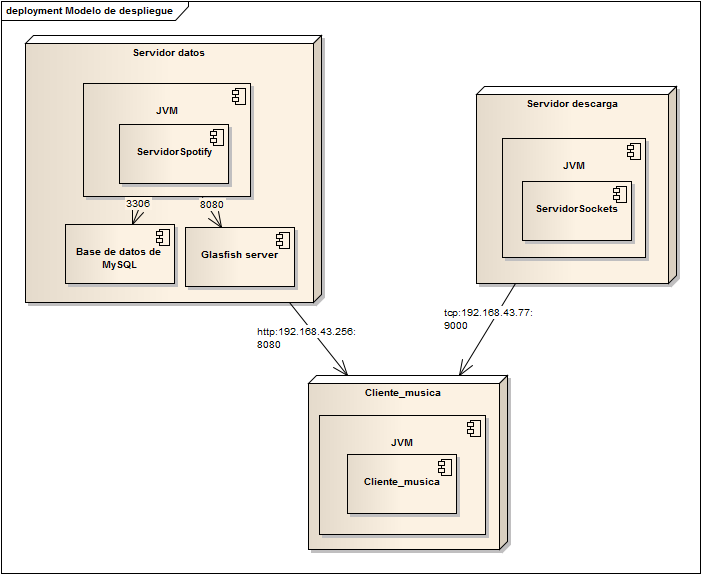 deployment Modelo de despliegue
Servidor datos
JVM
ServidorSpotify
3306
8080
Base de datos de
MySQL
Glasfish server
Servidor descarga
JVM
ServidorSockets
http:192.168.43.256:
8080
tcp:192.168.43.77:
9000
Cliente_musica
JVM
Cliente_musica